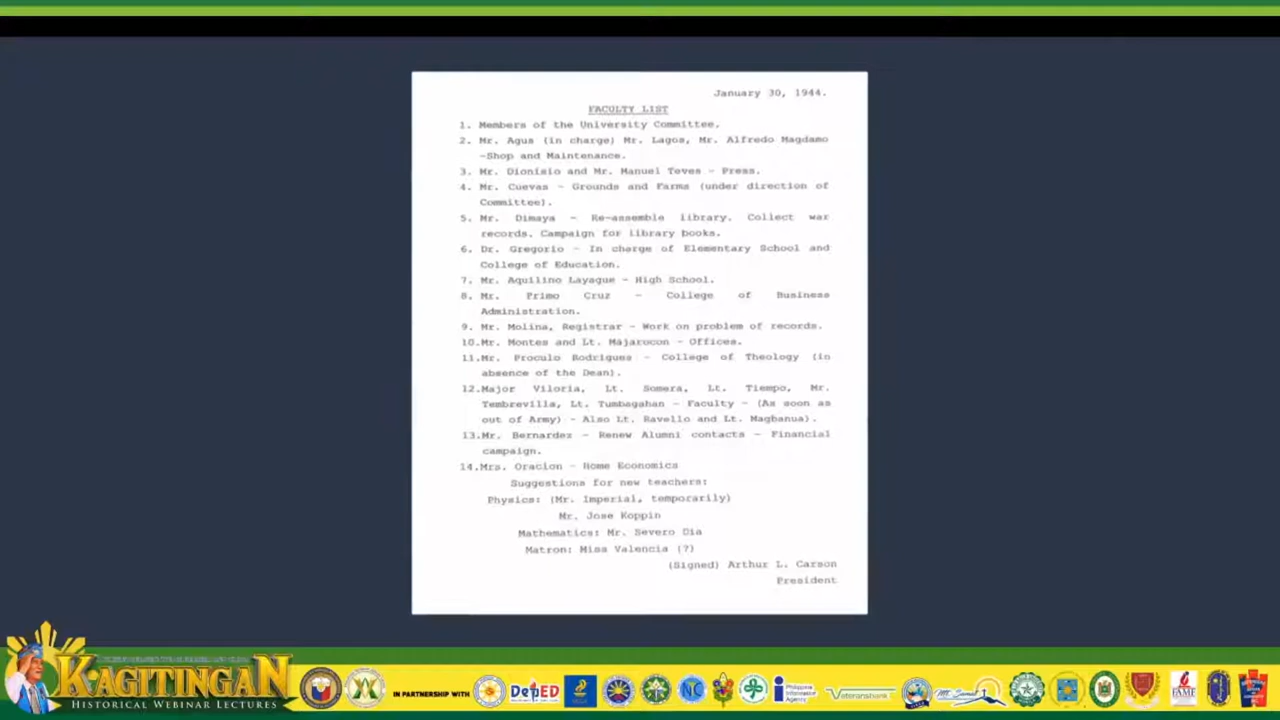 January 30, 1944.
FACULTY LIST
1. Members of the University Committee.
2. Mr. Agus (in charge) Mr. Lagos, Mr. Alfredo Magdamo
-Shop and Maintenance.
3. Mr. Dionisio and Mr. Manuel Teves - Press.
4. Mr. Cuevas - Grounds and Farms (under direction of
Committee).
5. Mr. Dimaya - Re-assemble library. Collect war
records. Campaign for library books.
6. Dr. Gregorio - In charge of Elementary School and
College of Education.
7. Mr. Aquilino Layague - High School.
8. Mr. Primo Cruz - College of Business
Administration.
9. Mr. Molina, Registrar - Work on problem of records.
10.Mr. Montes and Lt. Majarocon - Offices.
11.Mr. Proculo Rodrigues - College of Theology (in
absence of the Dean).
12.Major Viloria, Lt. Somera, Lt. Tiempo, Mr.
Tembrevilla, Lt. Tumbagahan - Faculty - (As soon as
out of Army) - Also Lt. Ravello and Lt. Magbanua).
13.Mr. Bernardez - Renew Alumni contacts - Financial
campaign.
14.Mrs. Oracion - Home Economics
Suggestions for new teachers:
Physics: (Mr. Imperial, temporarily)
Mr. Jose Koppin
Mathematics: Mr. Severo Dia
Matron: Miss Valencia (?)
(Signed) Arthur L. Carson
President
KAGITINGAN
HISTORICAL WEBINAR LECTURES
IN PARTNERSHIP WITH
DepED
NC
Philippine
Information
Agency
Veteransbank
Mt. Samat
FAME